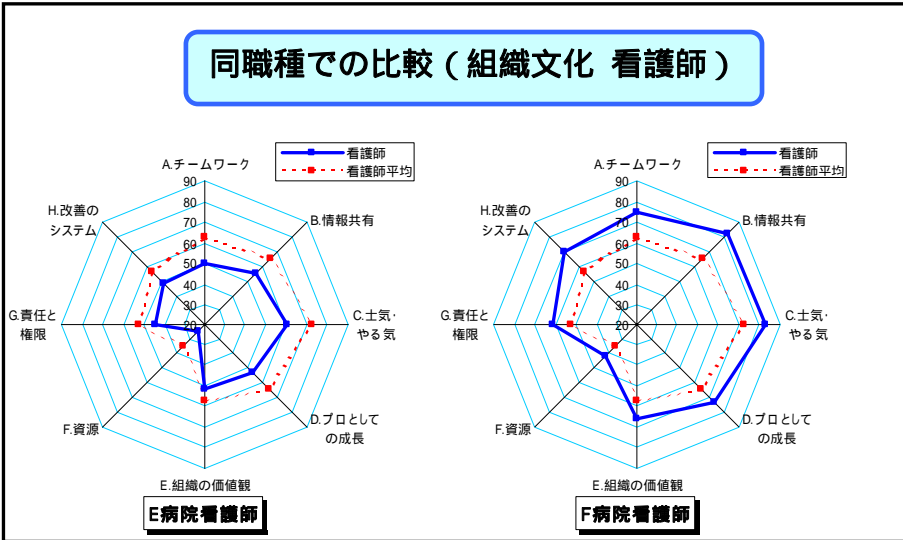 同職種での比較（組織文化 看護師）
看護師
看護師平均
A.チームワーク
B.情報共有
C.士気・
やる気
D.プロとして
の成長
E.組織の価値観
F.資源
G.責任と
権限
H.改善の
システム
90
80
70
60
50
40
30
20
E病院看護師
看護師
看護師平均
A.チームワーク
B.情報共有
C.士気・
やる気
D.プロとして
の成長
E.組織の価値観
F.資源
G.責任と
権限
H.改善の
システム
90
80
70
60
50
40
30
20
F病院看護師